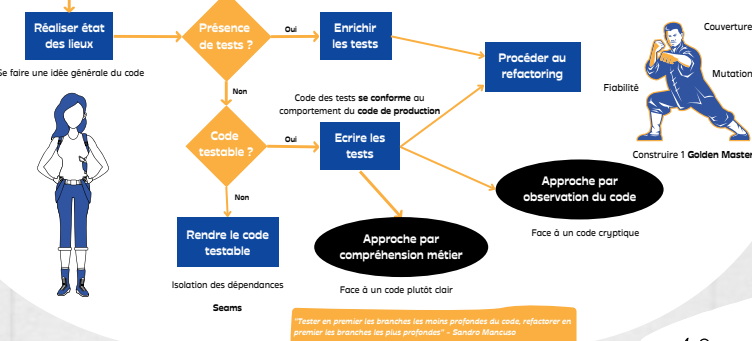 Réaliser état
des lieux
Se faire une idée générale du code
Présence
de tests ?
Oui
Enrichir
les tests
Procéder au
refactoring
Couverture
Mutation
Fiabilité
Construire 1 Golden Master
Non
Code des tests se conforme au
comportement du code de production
Code
testable ?
Oui
Ecrire les
tests
Approche par
observation du code
Face à un code cryptique
Non
Rendre le code
testable
Isolation des dépendances
Seams
Approche par
compréhension métier
Face à un code plutôt clair
"Tester en premier les branches les moins profondes du code, refactorer en
premier les branches les plus profondes" - Sandro Mancuso